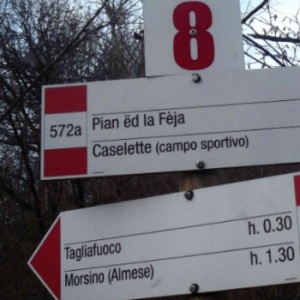 8
572a
Pian ëd la Fèja
Caselette (campo sportivo)
Tagliafuoco h. 0.30
Morsino (Almese) h. 1.30